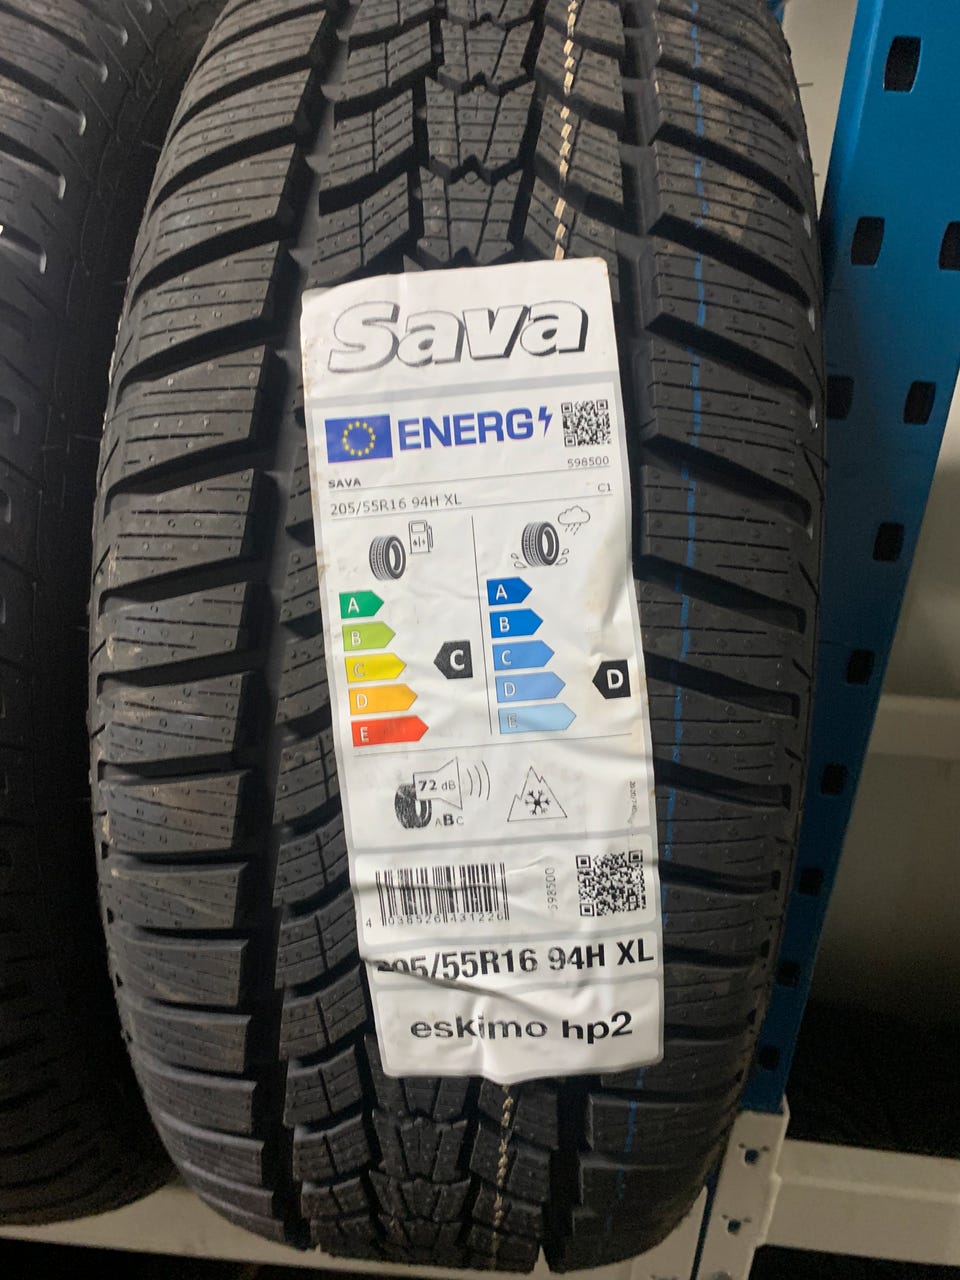 Sava
ENERG
SAVA 598500
205/55R16 94H XL C1
A A
B B
C C C
D D D
E E
72 dB
ABC
598500
4 038526 431226
205/55R16 94H XL
eskimo hp2